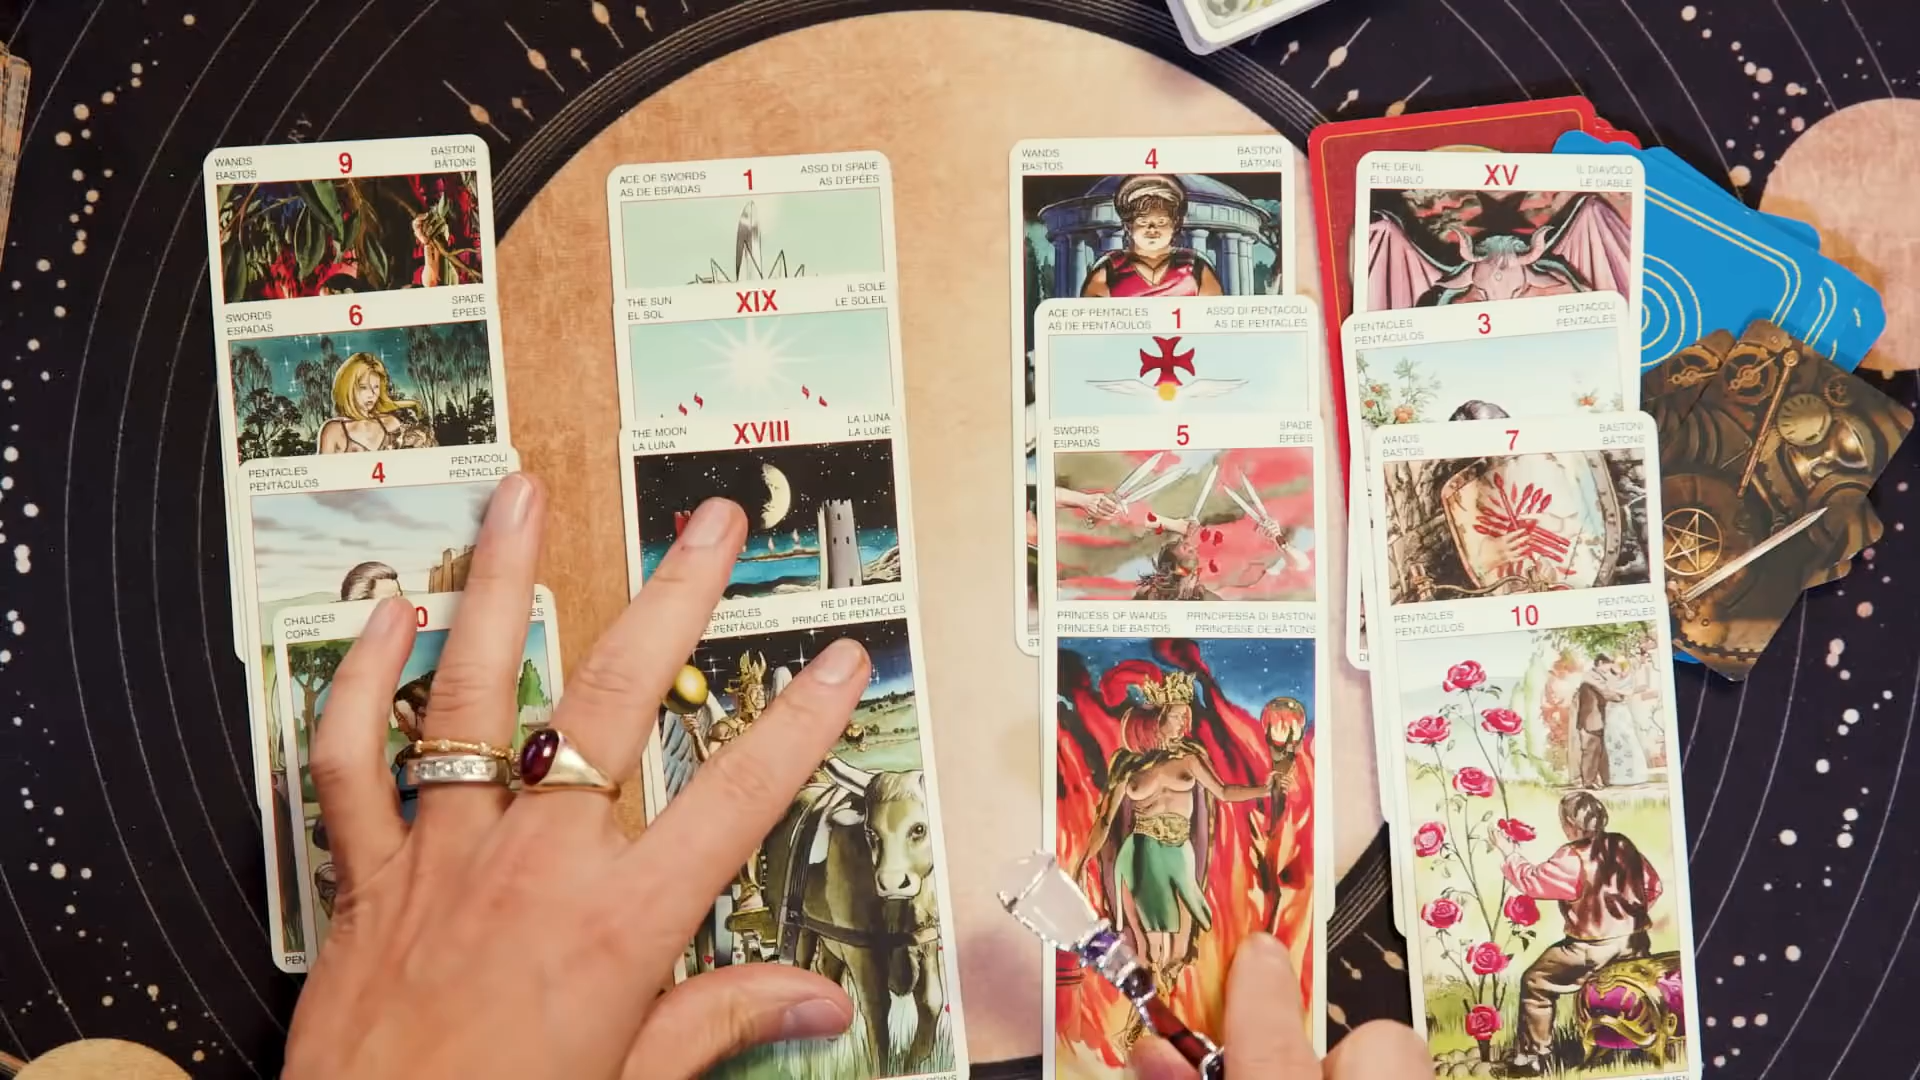 WANDS
BASTOS
9
BASTONI
BÂTONS
SWORDS
ESPADAS
6
SPADE
ÉPÉES
PENTACLES
PENTÁCULOS
4
PENTACOLI
PENTACLES
CHALICES
COPAS
0
PEN
ACE OF SWORDS
AS DE ESPADAS
1
ASSO DI SPADE
AS D'ÉPÉES
THE SUN
EL SOL
XIX
IL SOLE
LE SOLEIL
THE MOON
LA LUNA
XVIII
LA LUNA
LA LUNE
RE DI PENTACOLI
PRINCE DE PENTACLES
WANDS
BASTOS
4
BASTONI
BÂTONS
ACE OF PENTACLES
AS DE PENTÁCULOS
1
ASSO DI PENTACOLI
AS DE PENTACLES
SWORDS
ESPADAS
5
SPADE
ÉPÉES
PRINCESS OF WANDS
PRINCESA DE BASTOS
PRINCIPESSA DI BASTONI
PRINCESSE DE BÂTONS
THE DEVIL
EL DIABLO
XV
IL DIAVOLO
LE DIABLE
PENTACLES
PENTÁCULOS
3
PENTACOLI
PENTACLES
WANDS
BASTOS
7
BASTONI
BÂTONS
PENTACLES
PENTÁCULOS
10
PENTACOLI
PENTACLES